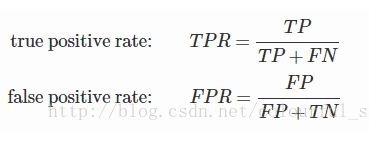 true positive rate: TPR = TP / (TP + FN)
false positive rate: FPR = FP / (FP + TN)
http://blog.csdn.net/